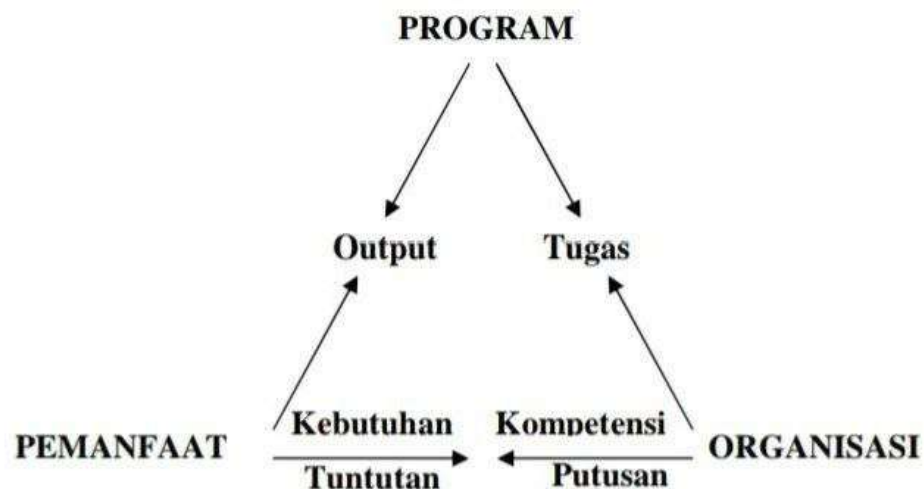 PROGRAM
Output Tugas
Kebutuhan Kompetensi
PEMANFAAT ORGANISASI
Tuntutan Putusan